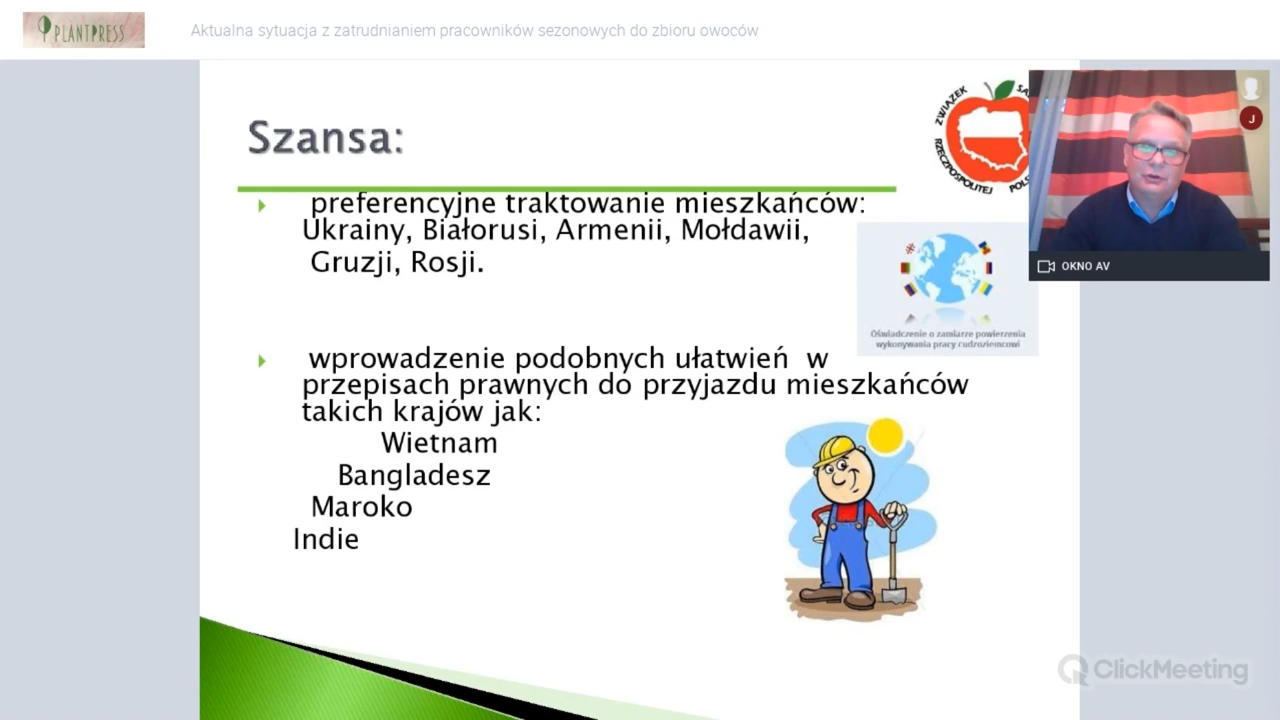 PLANTPRESS
Aktualna sytuacja z zatrudnianiem pracowników sezonowych do zbioru owoców
Szansa:
ZWIĄZEK
RZECZPOSPOLITEJ
J
OKNO AV
preferencyjne traktowanie mieszkańców:
Ukrainy, Białorusi, Armenii, Mołdawii,
Gruzji, Rosji.
Oświadczenie o zamiarze powierzenia
wykonywania pracy cudzoziemcowi
wprowadzenie podobnych ułatwień w
przepisach prawnych do przyjazdu mieszkańców
takich krajów jak:
Wietnam
Bangladesz
Maroko
Indie
ClickMeeting